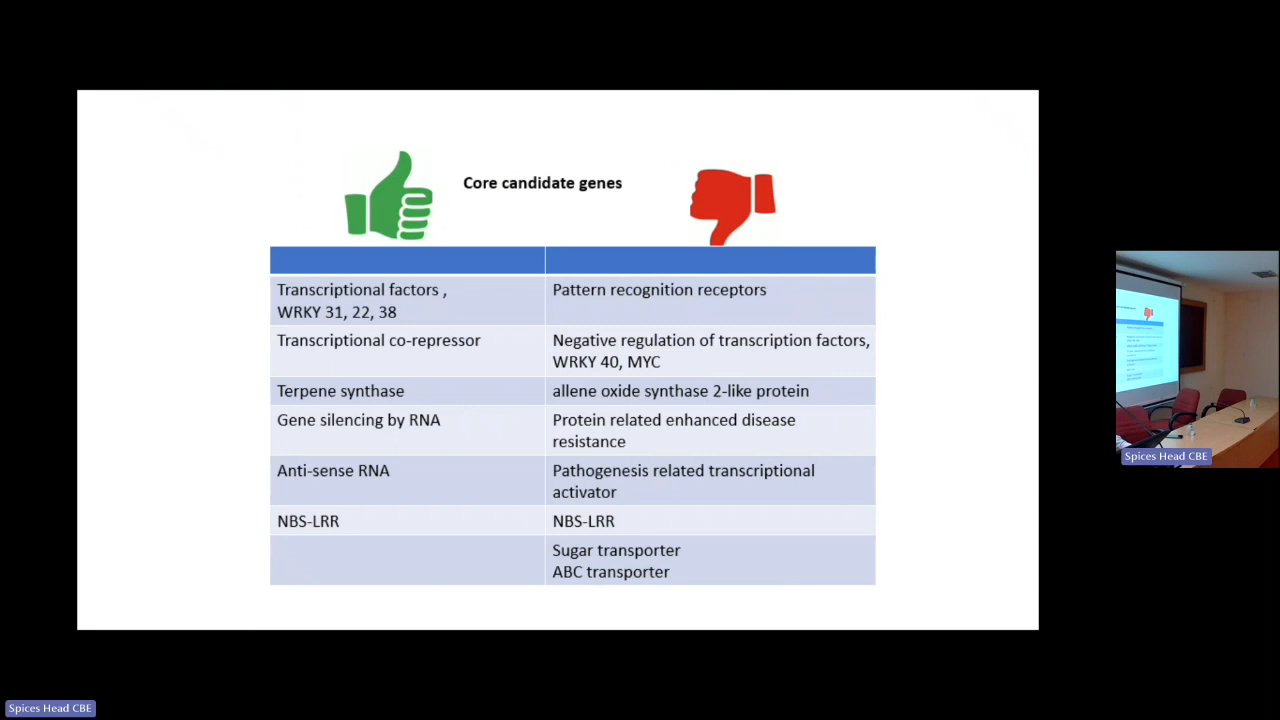 Core candidate genes
Transcriptional factors ,
WRKY 31, 22, 38
Pattern recognition receptors
Transcriptional co-repressor
Negative regulation of transcription factors,
WRKY 40, MYC
Terpene synthase
allene oxide synthase 2-like protein
Gene silencing by RNA
Protein related enhanced disease
resistance
Anti-sense RNA
Pathogenesis related transcriptional
activator
NBS-LRR
NBS-LRR
Sugar transporter
ABC transporter
Spices Head CBE
Spices Head CBE